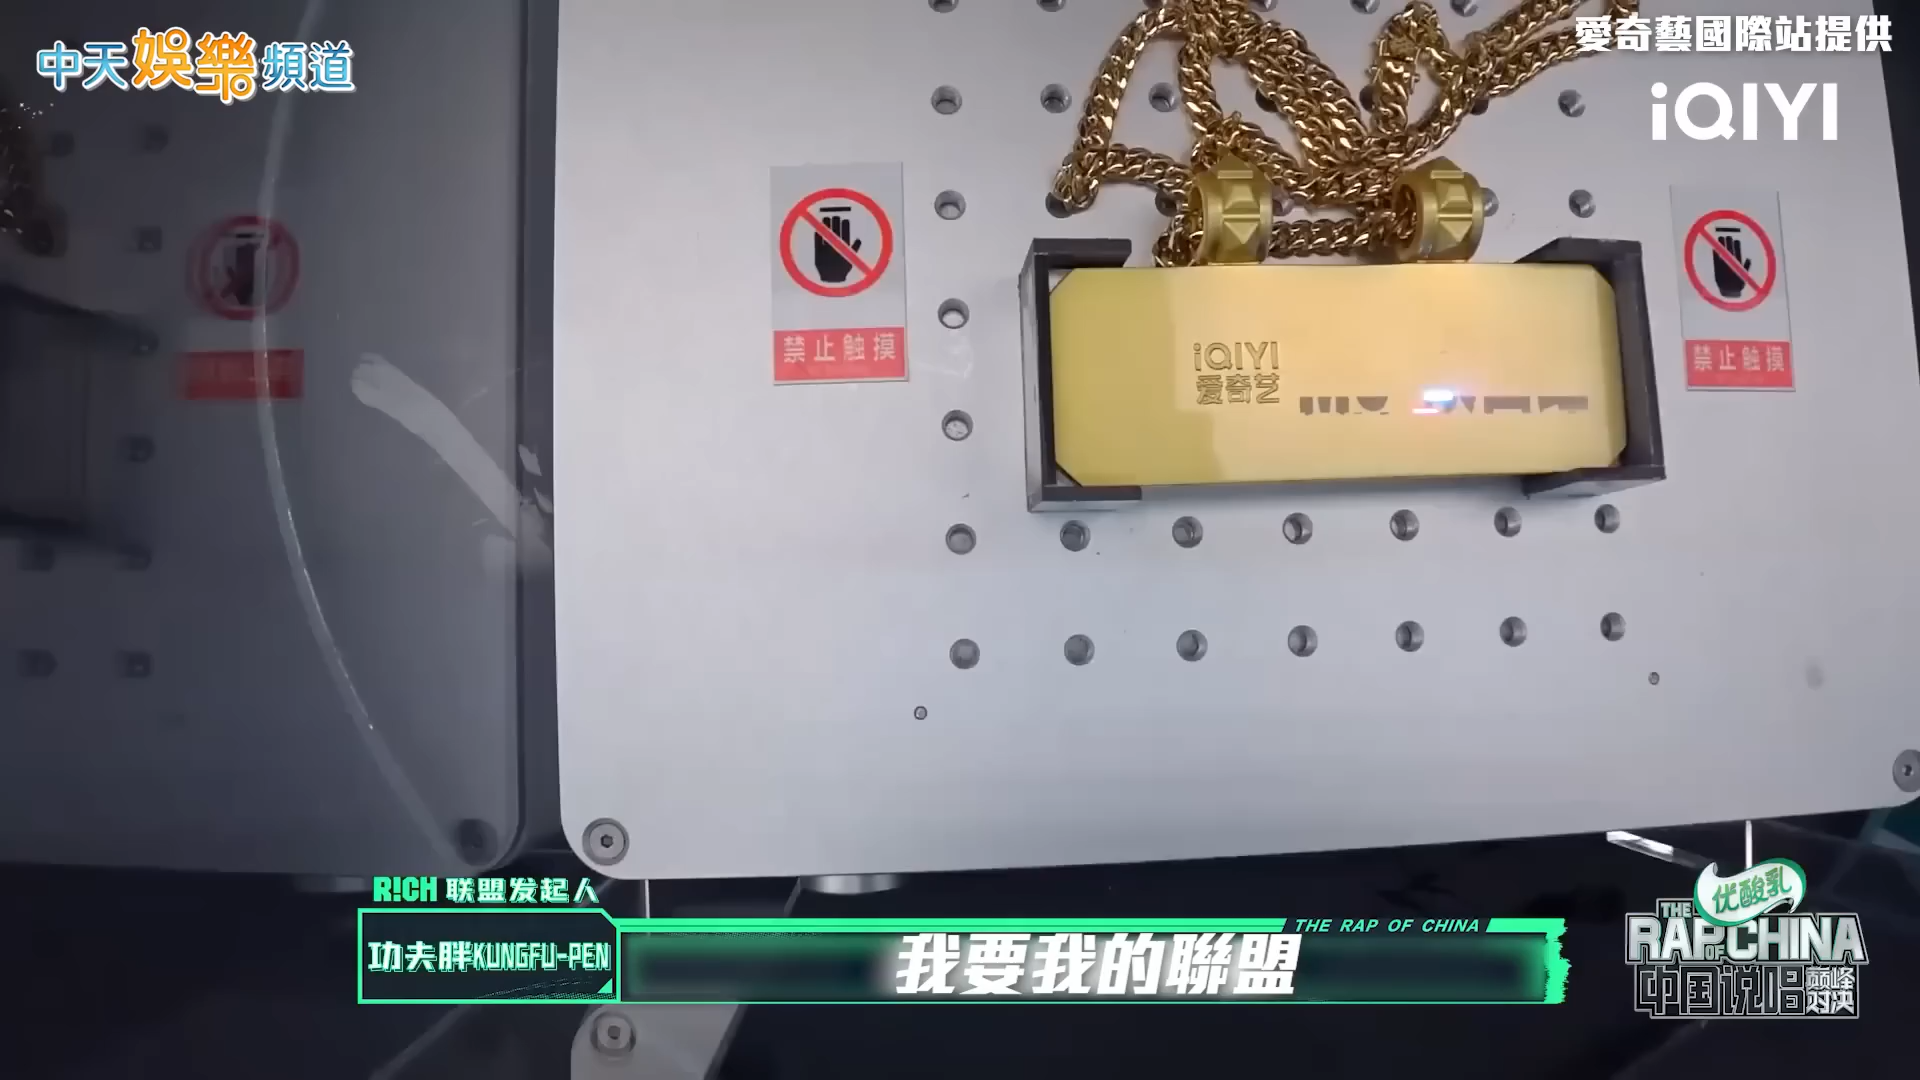 中天娛樂頻道
愛奇藝國際站提供
iQIYI
禁止触摸
禁止触摸
iQIYI
爱奇艺
R!CH 联盟发起人
功夫胖KUNGFU-PEN
THE RAP OF CHINA
我要我的聯盟
优酸乳
THE RAP OF CHINA
中国说唱
巅峰对决